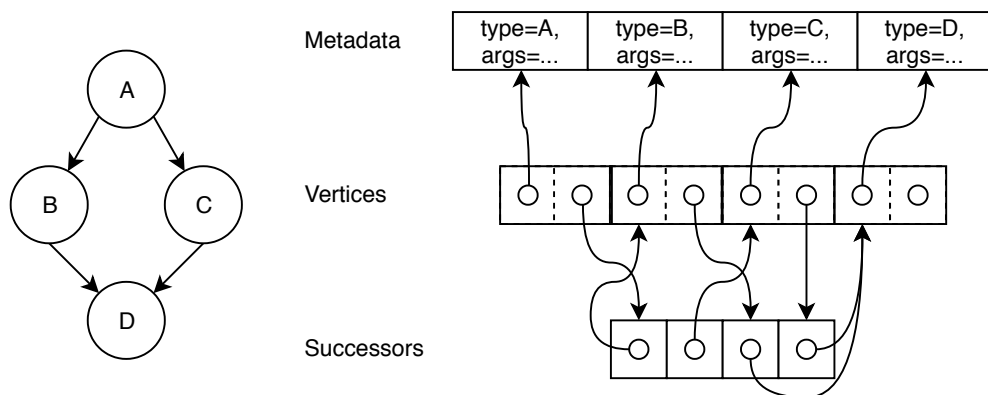 A
B
C
D
Metadata
type=A,
args=...
type=B,
args=...
type=C,
args=...
type=D,
args=...
Vertices
Successors